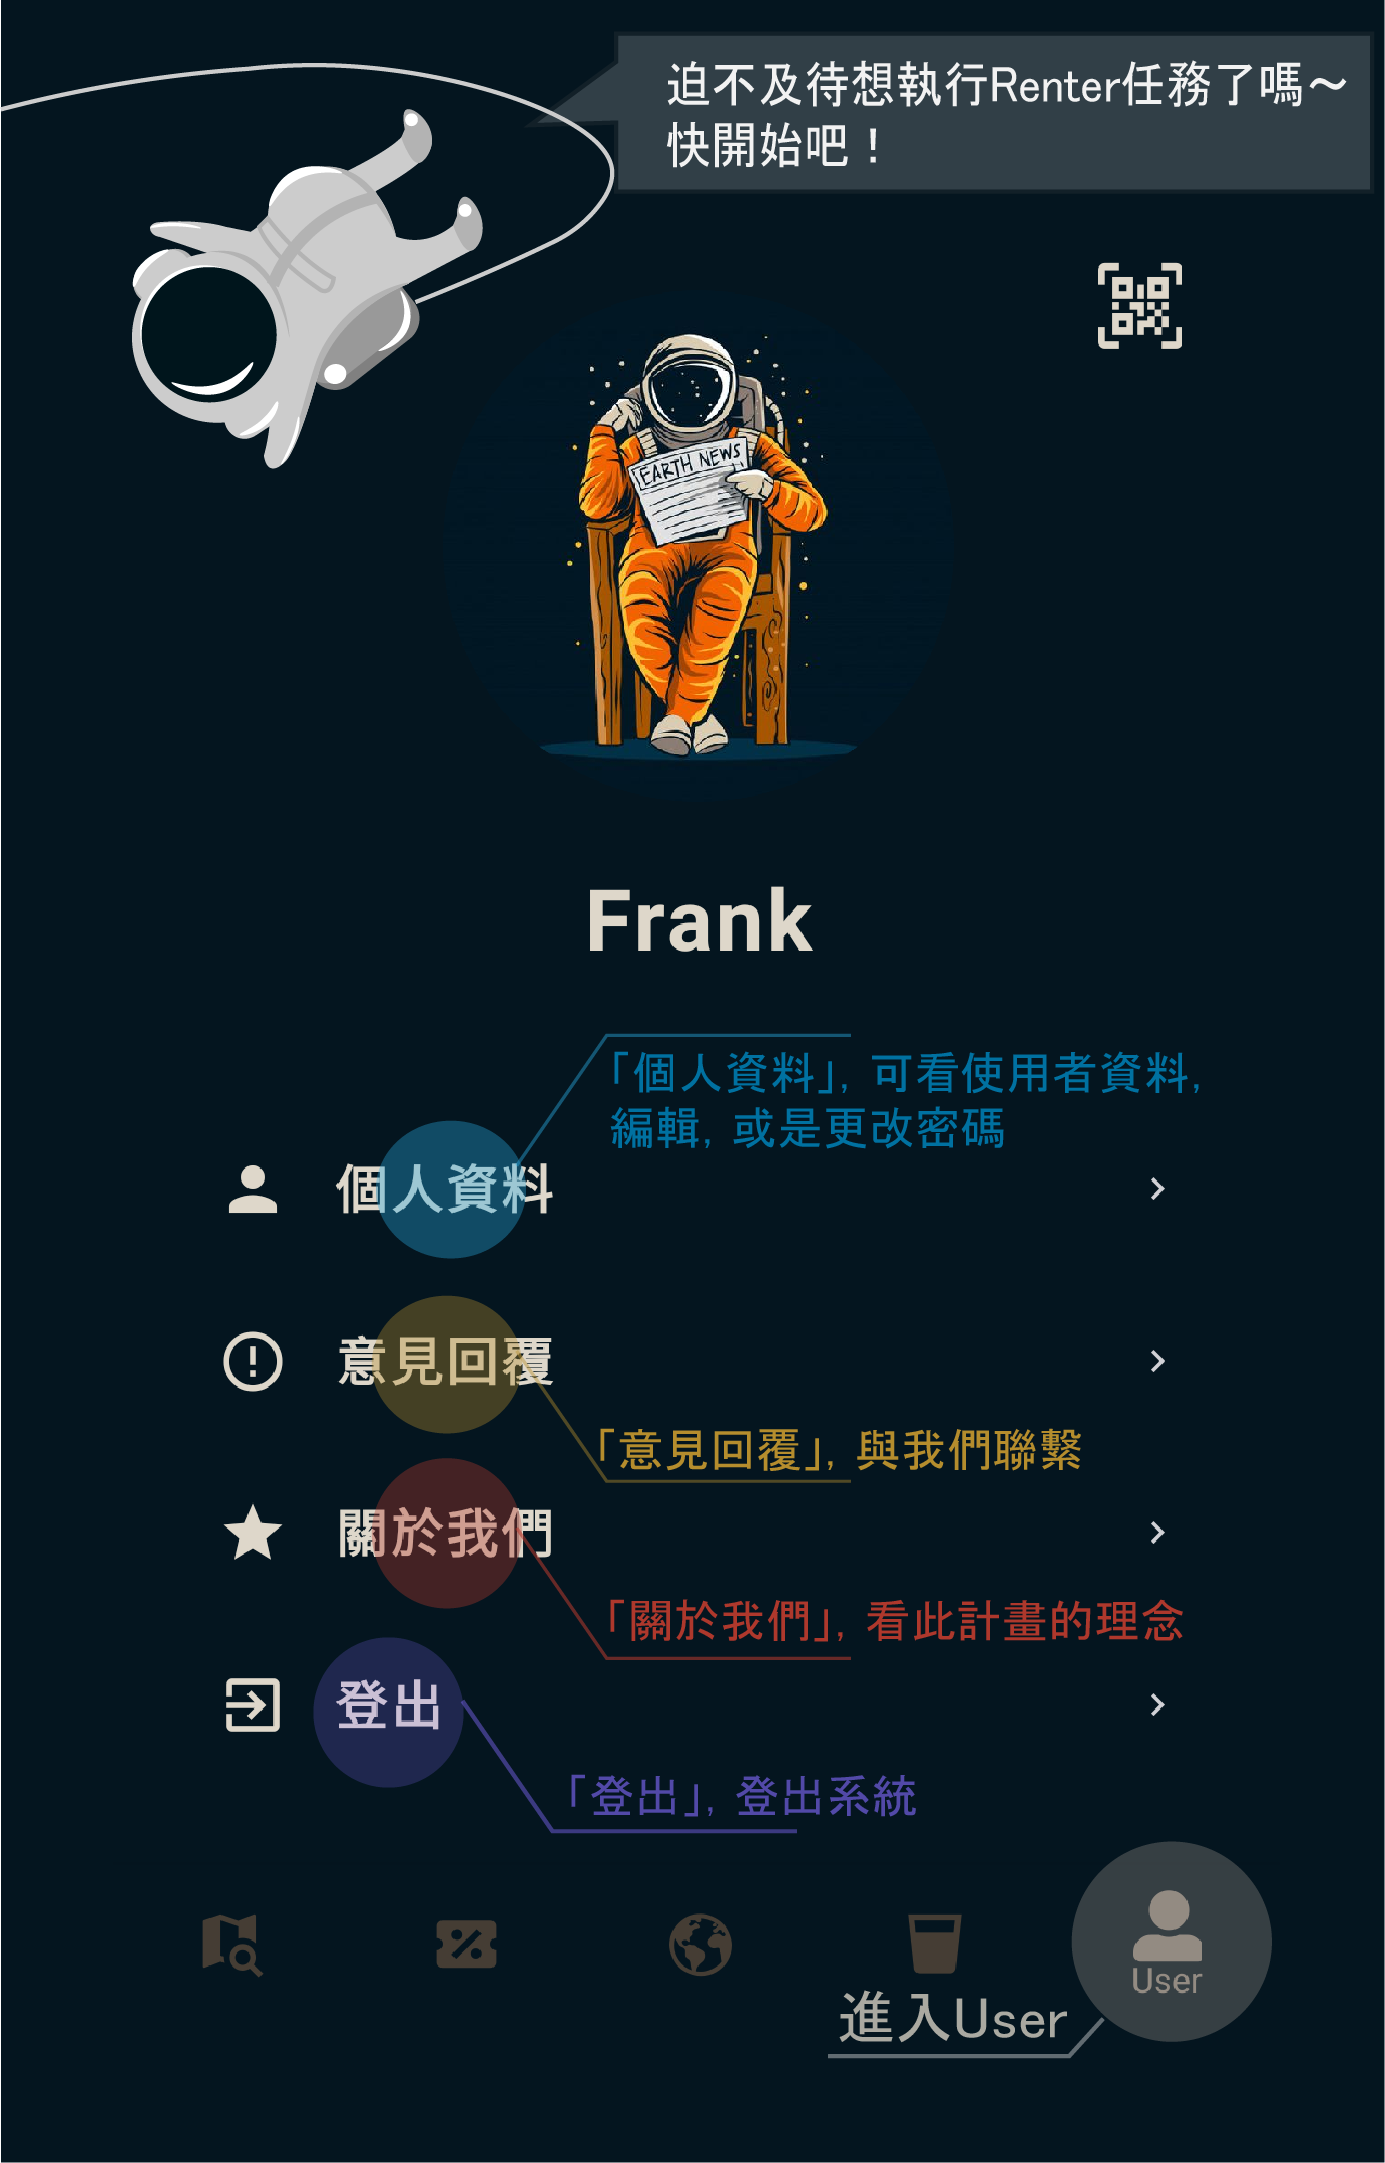 迫不及待想執行Renter任務了嗎～
快開始吧！
EARTH NEWS
Frank
「個人資料」, 可看使用者資料,
編輯, 或是更改密碼
個人資料
意見回覆
「意見回覆」, 與我們聯繫
關於我們
「關於我們」, 看此計畫的理念
登出
「登出」, 登出系統
User
進入User